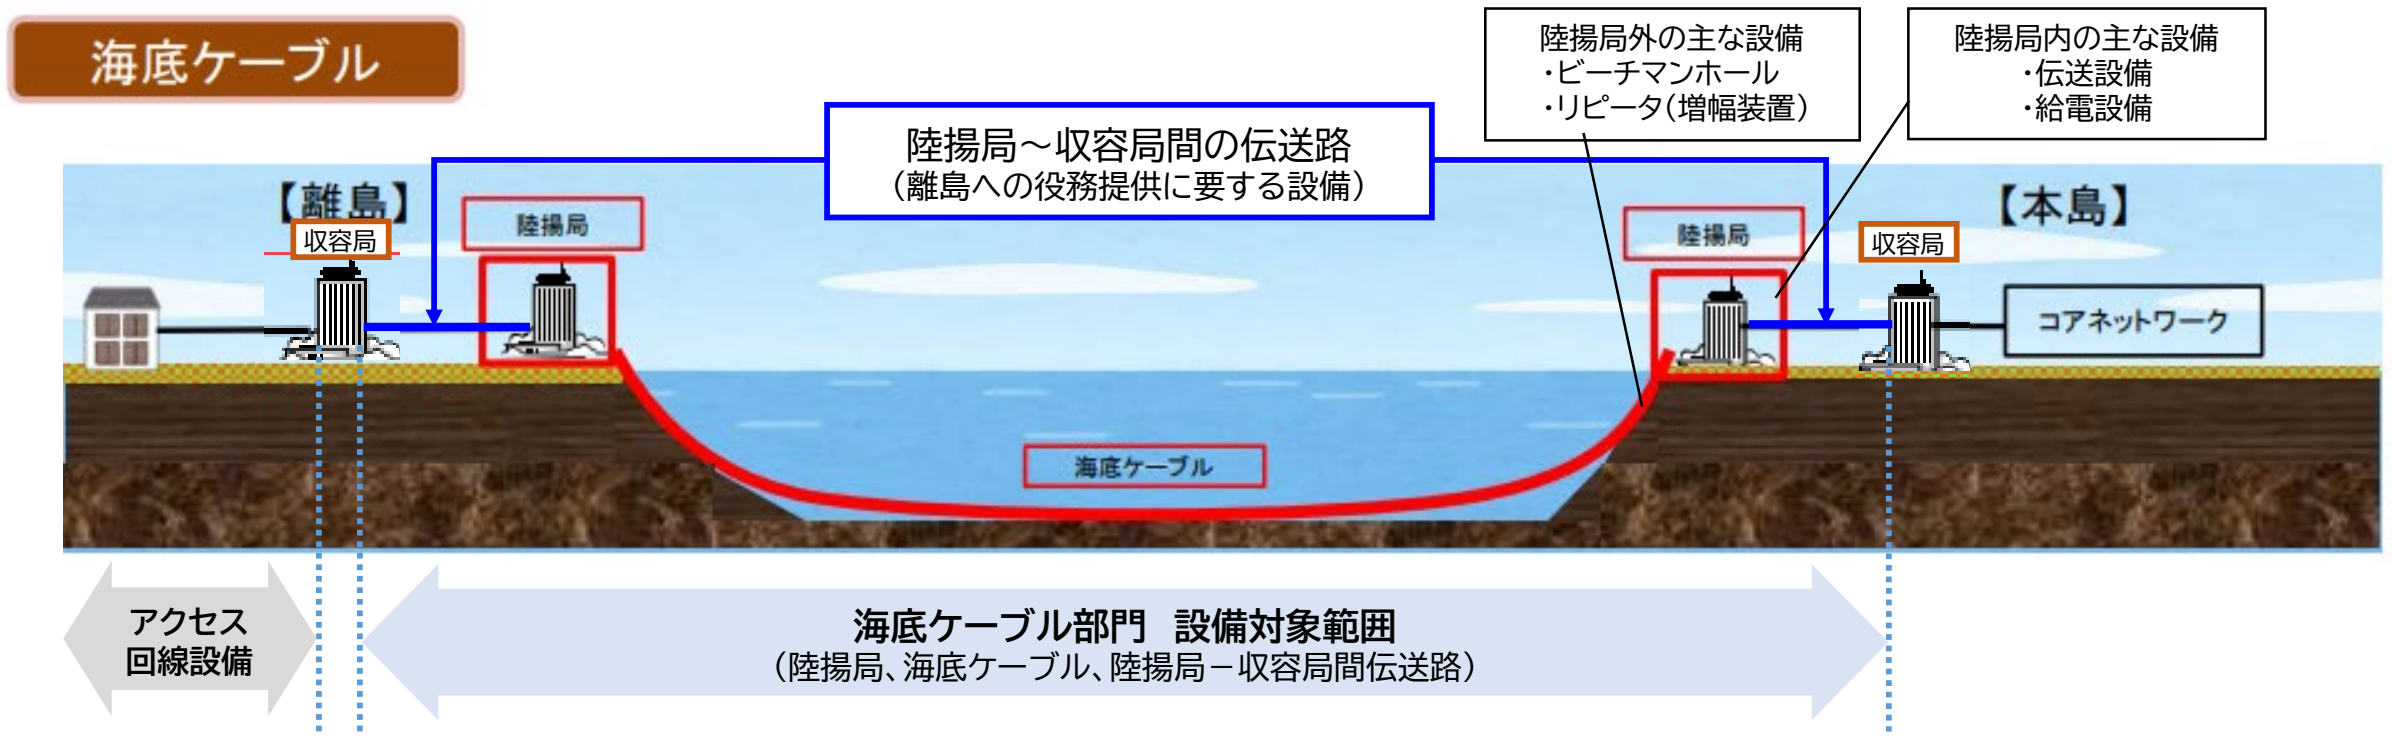 海底ケーブル
陸揚局外の主な設備
・ビーチマンホール
・リピータ（増幅装置）
陸揚局内の主な設備
・伝送設備
・給電設備
陸揚局～収容局間の伝送路
（離島への役務提供に要する設備）
【離島】
収容局
陸揚局
陸揚局
【本島】
収容局
コアネットワーク
海底ケーブル
アクセス
回線設備
海底ケーブル部門　設備対象範囲
（陸揚局、海底ケーブル、陸揚局－収容局間伝送路）